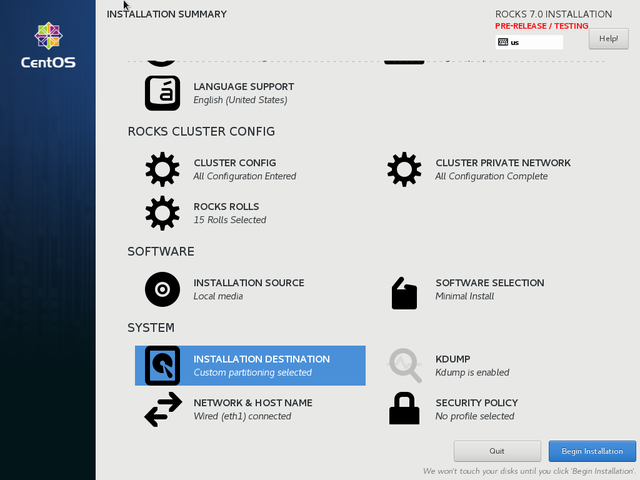 INSTALLATION SUMMARY
ROCKS 7.0 INSTALLATION
PRE-RELEASE / TESTING
us
Help!
CentOS
á
LANGUAGE SUPPORT
English (United States)
ROCKS CLUSTER CONFIG
CLUSTER CONFIG
All Configuration Entered
CLUSTER PRIVATE NETWORK
All Configuration Complete
ROCKS ROLLS
15 Rolls Selected
SOFTWARE
INSTALLATION SOURCE
Local media
SOFTWARE SELECTION
Minimal Install
SYSTEM
INSTALLATION DESTINATION
Custom partitioning selected
KDUMP
Kdump is enabled
NETWORK & HOST NAME
Wired (eth1) connected
SECURITY POLICY
No profile selected
Quit
Begin Installation
We won't touch your disks until you click 'Begin Installation'.